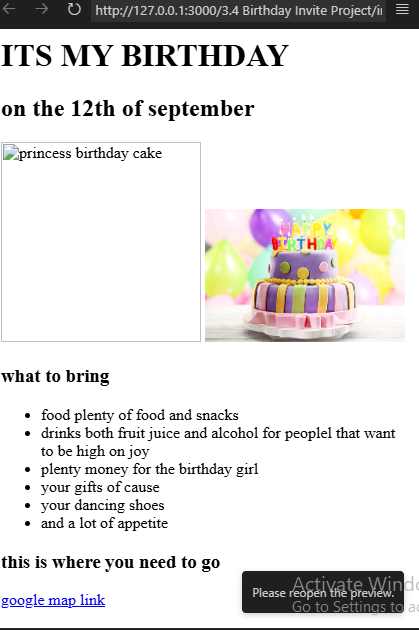 http://127.0.0.1:3000/3.4 Birthday Invite Project/i
ITS MY BIRTHDAY
on the 12th of september
princess birthday cake
HAPPY
BIRTHDAY
what to bring
food plenty of food and snacks
drinks both fruit juice and alcohol for peoplel that want
to be high on joy
plenty money for the birthday girl
your gifts of cause
your dancing shoes
and a lot of appetite
this is where you need to go
google map link
Please reopen the preview.
Activate Windo
Go to Settings to a